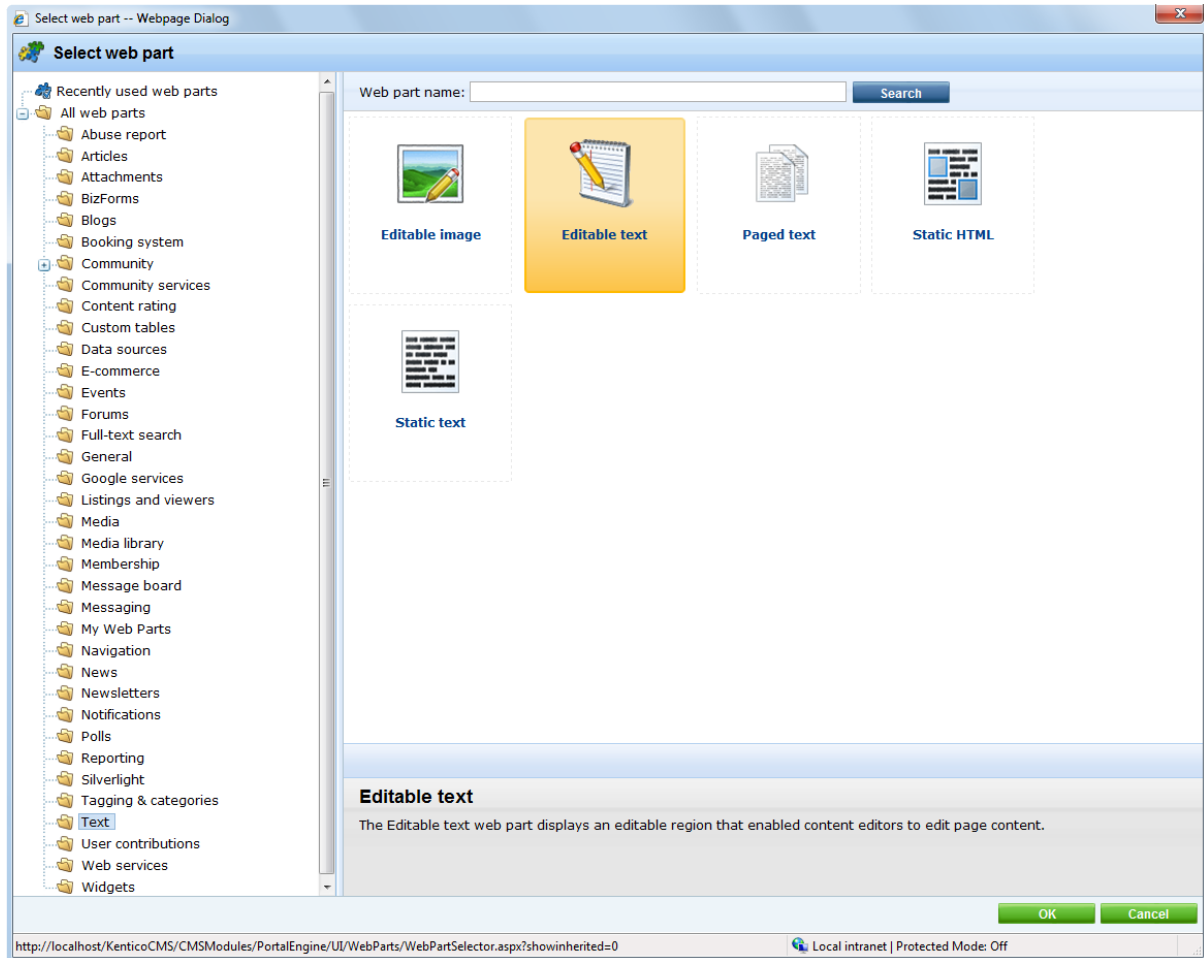 Select web part -- Webpage Dialog
Select web part
Recently used web parts
All web parts
Abuse report
Articles
Attachments
BizForms
Blogs
Booking system
Community
Community services
Content rating
Custom tables
Data sources
E-commerce
Events
Forums
Full-text search
General
Google services
Listings and viewers
Media
Media library
Membership
Message board
Messaging
My Web Parts
Navigation
News
Newsletters
Notifications
Polls
Reporting
Silverlight
Tagging & categories
Text
User contributions
Web services
Widgets
Web part name:
Search
Editable image
Editable text
Paged text
Static HTML
Static text
Editable text
The Editable text web part displays an editable region that enabled content editors to edit page content.
OK
Cancel
http://localhost/KenticoCMS/CMSModules/PortalEngine/UI/WebParts/WebPartSelector.aspx?showinherited=0
Local intranet | Protected Mode: Off